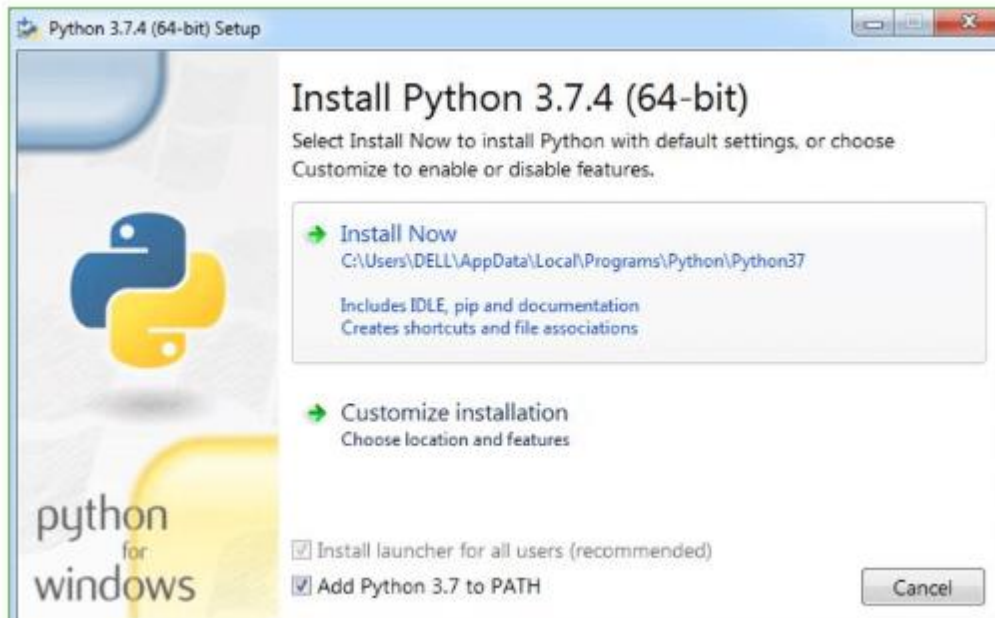 Python 3.7.4 (64-bit) Setup
Install Python 3.7.4 (64-bit)
Select Install Now to install Python with default settings, or choose
Customize to enable or disable features.
Install Now
C:\Users\DELL\AppData\Local\Programs\Python\Python37
Includes IDLE, pip and documentation
Creates shortcuts and file associations
Customize installation
Choose location and features
python
for
windows
Install launcher for all users (recommended)
Add Python 3.7 to PATH
Cancel